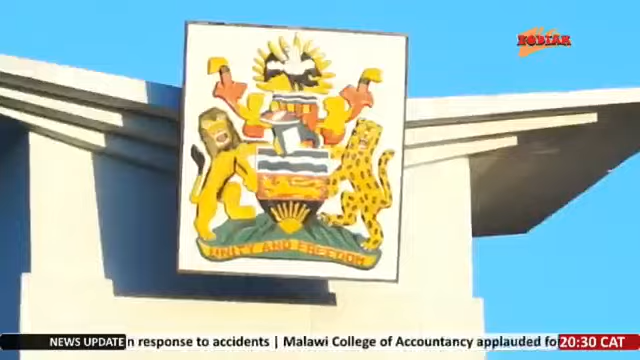 ZODIAK
UNITY AND FREEDOM
NEWS UPDATE n response to accidents | Malawi College of Accountancy applauded fo 20:30 CAT